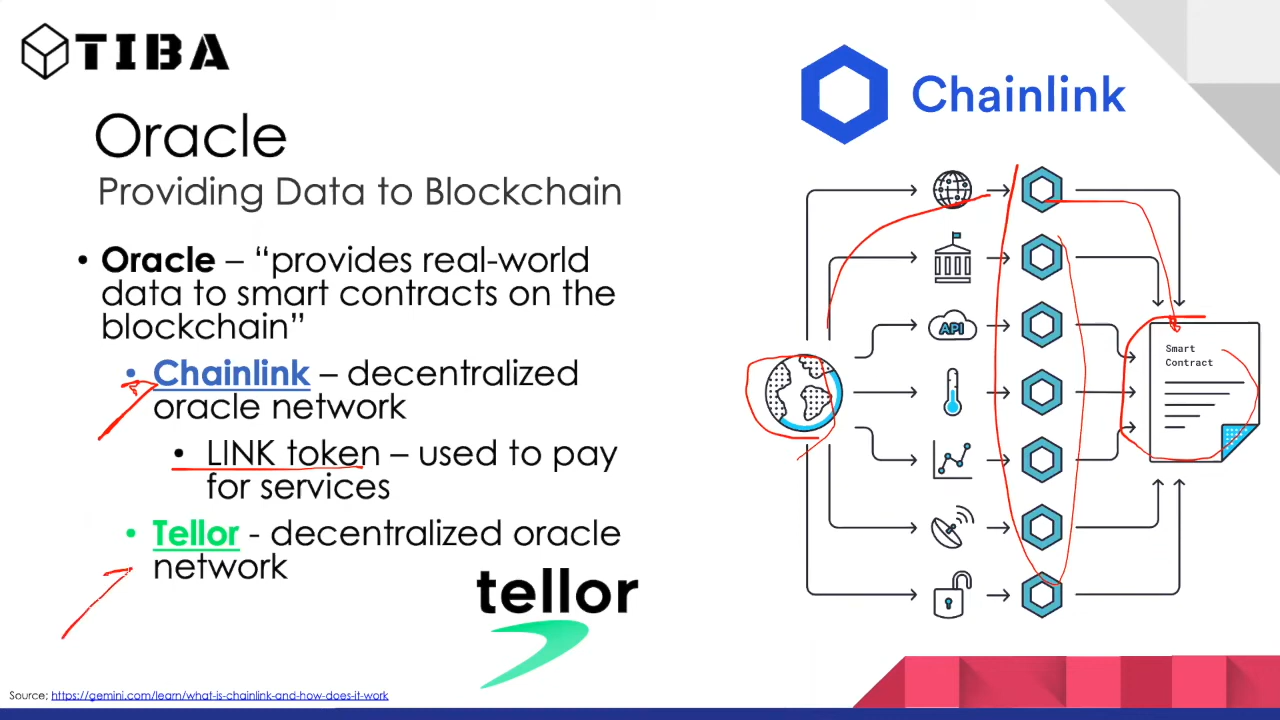 TIBA
Chainlink
Oracle
Providing Data to Blockchain
• Oracle – “provides real-world
data to smart contracts on the
blockchain”
• Chainlink – decentralized
oracle network
• LINK token – used to pay
for services
• Tellor - decentralized oracle
network
tellor
API
Smart
Contract
Source; https://gemini.com/learn/what-is-chainlink-and-how-does-it-work